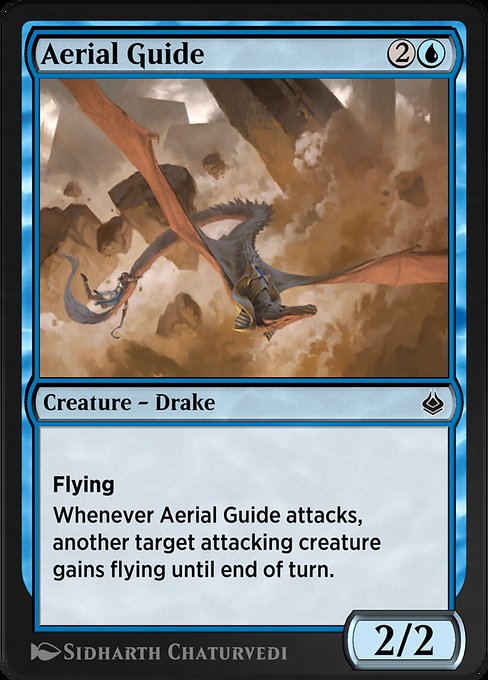 Aerial Guide 2
Creature – Drake
Flying
Whenever Aerial Guide attacks,
another target attacking creature
gains flying until end of turn.
2/2
Sidharth Chaturvedi